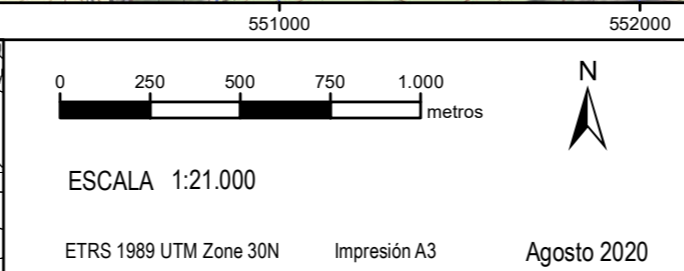 551000 552000
0 250 500 750 1.000
metros
N
ESCALA 1:21.000
ETRS 1989 UTM Zone 30N Impresión A3 Agosto 2020